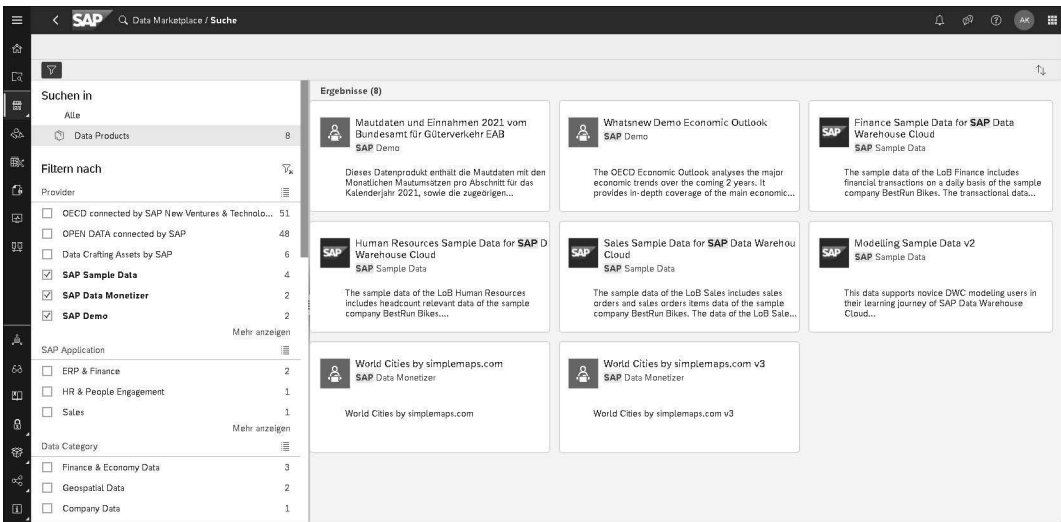 SAP Data Marketplace / Suche
AK
Suchen in
Alle
Data Products 8
Filtern nach
Provider
OECD connected by SAP New Ventures & Technolo... 51
OPEN DATA connected by SAP 48
Data Crafting Assets by SAP 6
SAP Sample Data 4
SAP Data Monetizer 2
SAP Demo 2
Mehr anzeigen
SAP Application
ERP & Finance 2
HR & People Engagement 1
Sales 1
Mehr anzeigen
Data Category
Finance & Economy Data 3
Geospatial Data 2
Company Data 1
Ergebnisse (8)
Mautdaten und Einnahmen 2021 vom
Bundesamt für Güterverkehr EAB
SAP Demo
Dieses Datenprodukt enthält die Mautdaten mit den
Monatlichen Mautumsätzen pro Abschnitt für das
Kalenderjahr 2021, sowie die zugeörigen...
Whatsnew Demo Economic Outlook
SAP Demo
The OECD Economic Outlook analyses the major
economic trends over the coming 2 years. It
provides in-depth coverage of the main economic...
SAP
Finance Sample Data for SAP Data
Warehouse Cloud
SAP Sample Data
The sample data of the LoB Finance includes
financial transactions on a daily basis of the sample
company BestRun Bikes. The transactional data...
SAP
Human Resources Sample Data for SAP D
Warehouse Cloud
SAP Sample Data
The sample data of the LoB Human Resources
includes headcount relevant data of the sample
company BestRun Bikes....
SAP
Sales Sample Data for SAP Data Warehou
Cloud
SAP Sample Data
The sample data of the LoB Sales includes sales
orders and sales orders items data of the sample
company BestRun Bikes. The data of the LoB Sale...
SAP
Modelling Sample Data v2
SAP Sample Data
This data supports novice DWC modeling users in
their learning journey of SAP Data Warehouse
Cloud...
World Cities by simplemaps.com
SAP Data Monetizer
World Cities by simplemaps.com
World Cities by simplemaps.com v3
SAP Data Monetizer
World Cities by simplemaps.com v3